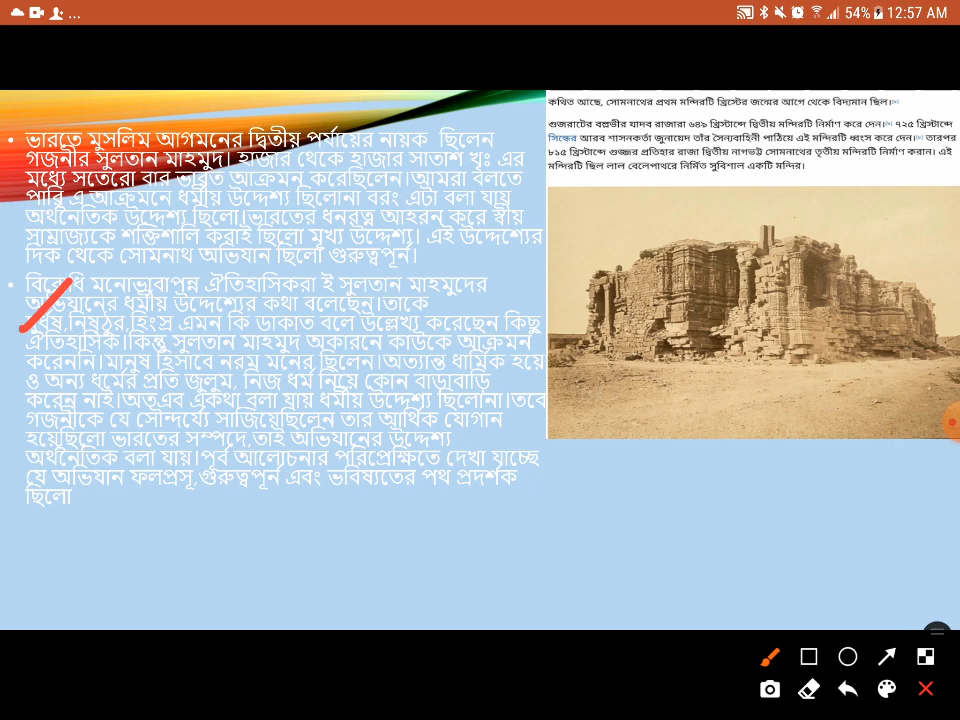 ... 54% 12:57 AM
• ভারতে মুসলিম আগমনের দ্বিতীয় পর্যায়ের নায়ক ছিলেন
গজনীর সুলতান মাহমুদ। হাজার থেকে হাজার সাতাশ খৃঃ এর
মধ্যে সতেরো বার ভারত আক্রমন করেছিলেন।আমরা বলতে
পারি এ আক্রমনে ধর্মীয় উদ্দেশ্য ছিলোনা বরং এটা বলা যায়
অর্থনৈতিক উদ্দেশ্য ছিলো।ভারতের ধনরত্ন আহরন করে স্বীয়
সাম্রাজ্যকে শক্তিশালি করাই ছিলো মূখ্য উদ্দেশ্য। এই উদ্দেশ্যের
দিক থেকে সোমনাথ অভিযান ছিলো গুরুত্বপূর্ন।
• বিরোধি মনোভাবাপন্ন ঐতিহাসিকরা ই সুলতান মাহমুদের
অভিযানের ধর্মীয় উদ্দেশ্যের কথা বলেছেন।তাকে
নিষঠুর,হিংস্র এমন কি ডাকাত বলে উল্লেখ্য করেছেন কিছু
ঐতিহাসিক।কিন্তু সুলতান মাহমুদ অকারনে কাউকে আক্রমন
করেননি।মানুষ হিসাবে নরম মনের ছিলেন।অত্যান্ত ধার্মিক হয়ে
ও অন্য ধর্মের প্রতি জুলুম, নিজ ধর্ম নিয়ে কোন বাড়াবাড়ি
করেন নাই।অতএব একথা বলা যায় ধর্মীয় উদ্দেশ্য ছিলোনা।তবে
গজনীকে যে সৌন্দর্য্যে সাজিয়েছিলেন তার আর্থিক যোগান
হয়েছিলো ভারতের সম্পদে,তাই অভিযানের উদ্দেশ্য
অর্থনৈতিক বলা যায়।পূর্ব আলোচনার পরিপ্রেক্ষিতে দেখা যাচ্ছে
যে অভিযান ফলপ্রসূ,গুরুত্বপূর্ন এবং ভবিষ্যতের পথ প্রদর্শক
ছিলো
কথিত আছে, সোমনাথের প্রথম মন্দিরটি খ্রিস্টের জন্মের আগে থেকে বিদ্যমান ছিল।
গুজরাটের বল্লভীর যাদব রাজারা ৬৪৯ খ্রিস্টাব্দে দ্বিতীয় মন্দিরটি নির্মাণ করে দেন। ৭২৫ খ্রিস্টাব্দে
সিন্ধের আরব শাসনকর্তা জুনায়েদ তাঁর সৈন্যবাহিনী পাঠিয়ে এই মন্দিরটি ধ্বংস করে দেন। তারপর
৮১৫ খ্রিস্টাব্দে গুজ্জর প্রতিহার রাজা দ্বিতীয় নাগভট্ট সোমনাথের তৃতীয় মন্দিরটি নির্মাণ করান। এই
মন্দিরটি ছিল লাল বেলেপাথরে নির্মিত সুবিশাল একটি মন্দির।